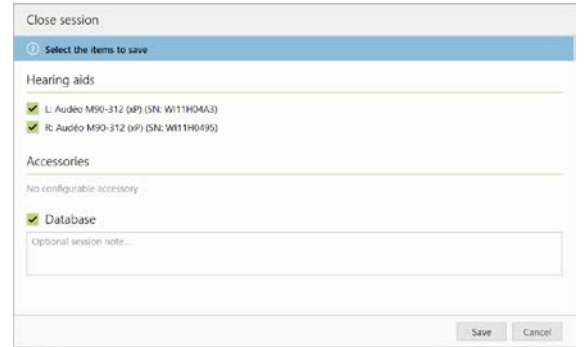 Close session
Select the items to save
Hearing aids
L: Audéo M90-312 (xP) (SN: WI11H04A3)
R: Audéo M90-312 (xP) (SN: WI11H0495)
Accessories
No configurable accessory
Database
Optional session note...
Save Cancel